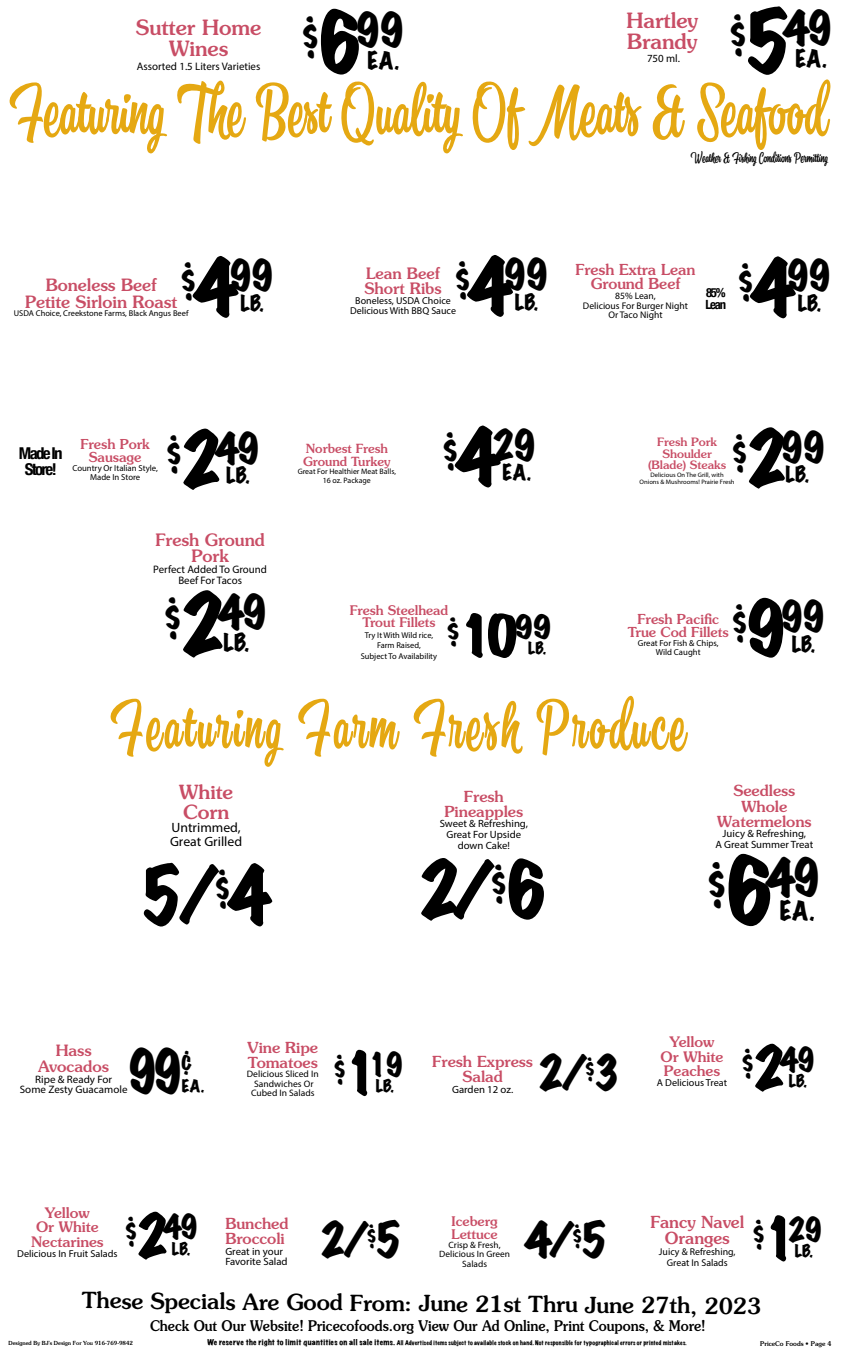 Sutter Home
Wines
Assorted 1.5 Liters Varieties
$6.99 EA.
Hartley
Brandy
750 ml.
$5.49 EA.
Featuring The Best Quality Of Meats & Seafood
Weather & Fishing Conditions Permitting
Boneless Beef
Petite Sirloin Roast
USDA Choice, Creekstone Farms, Black Angus Beef
$4.99 LB.
Lean Beef
Short Ribs
Boneless, USDA Choice
Delicious With BBQ Sauce
$4.99 LB.
Fresh Extra Lean
Ground Beef
85% Lean,
Delicious For Burger Night
Or Taco Night
85%
Lean
$4.99 LB.
Made In
Store!
Fresh Pork
Sausage
Country Or Italian Style,
Made In Store
$2.49 LB.
Norbest Fresh
Ground Turkey
Great For Healthier Meat Balls,
16 oz. Package
$4.29 EA.
Fresh Pork
Shoulder
(Blade) Steaks
Delicious On The Grill, with
Onions & Mushrooms! Prairie Fresh
$2.99 LB.
Fresh Ground
Pork
Perfect Added To Ground
Beef For Tacos
$2.49 LB.
Fresh Steelhead
Trout Fillets
Try It With Wild rice,
Farm Raised,
Subject To Availability
$10.99 LB.
Fresh Pacific
True Cod Fillets
Great For Fish & Chips,
Wild Caught
$9.99 LB.
Featuring Farm Fresh Produce
White
Corn
Untrimmed,
Great Grilled
5/$4
Fresh
Pineapples
Sweet & Refreshing,
Great For Upside
down Cake!
2/$6
Seedless
Whole
Watermelons
Juicy & Refreshing,
A Great Summer Treat
$6.49 EA.
Hass
Avocados
Ripe & Ready For
Some Zesty Guacamole
99¢ EA.
Vine Ripe
Tomatoes
Delicious Sliced In
Sandwiches Or
Cubed In Salads
$1.19 LB.
Fresh Express
Salad
Garden 12 oz.
2/$3
Yellow
Or White
Peaches
A Delicious Treat
$2.49 LB.
Yellow
Or White
Nectarines
Delicious In Fruit Salads
$2.49 LB.
Bunched
Broccoli
Great in your
Favorite Salad
2/$5
Iceberg
Lettuce
Crisp & Fresh,
Delicious In Green
Salads
4/$5
Fancy Navel
Oranges
Juicy & Refreshing,
Great In Salads
$1.29 LB.
These Specials Are Good From: June 21st Thru June 27th, 2023
Check Out Our Website! Pricecofoods.org View Our Ad Online, Print Coupons, & More!
Designed By BJ's Design For You 916-769-9842
We reserve the right to limit quantities on all sale items. All Advertised items subject to available stock on hand. Not responsible for typographical errors or printed mistakes.
PriceCo Foods • Page 4